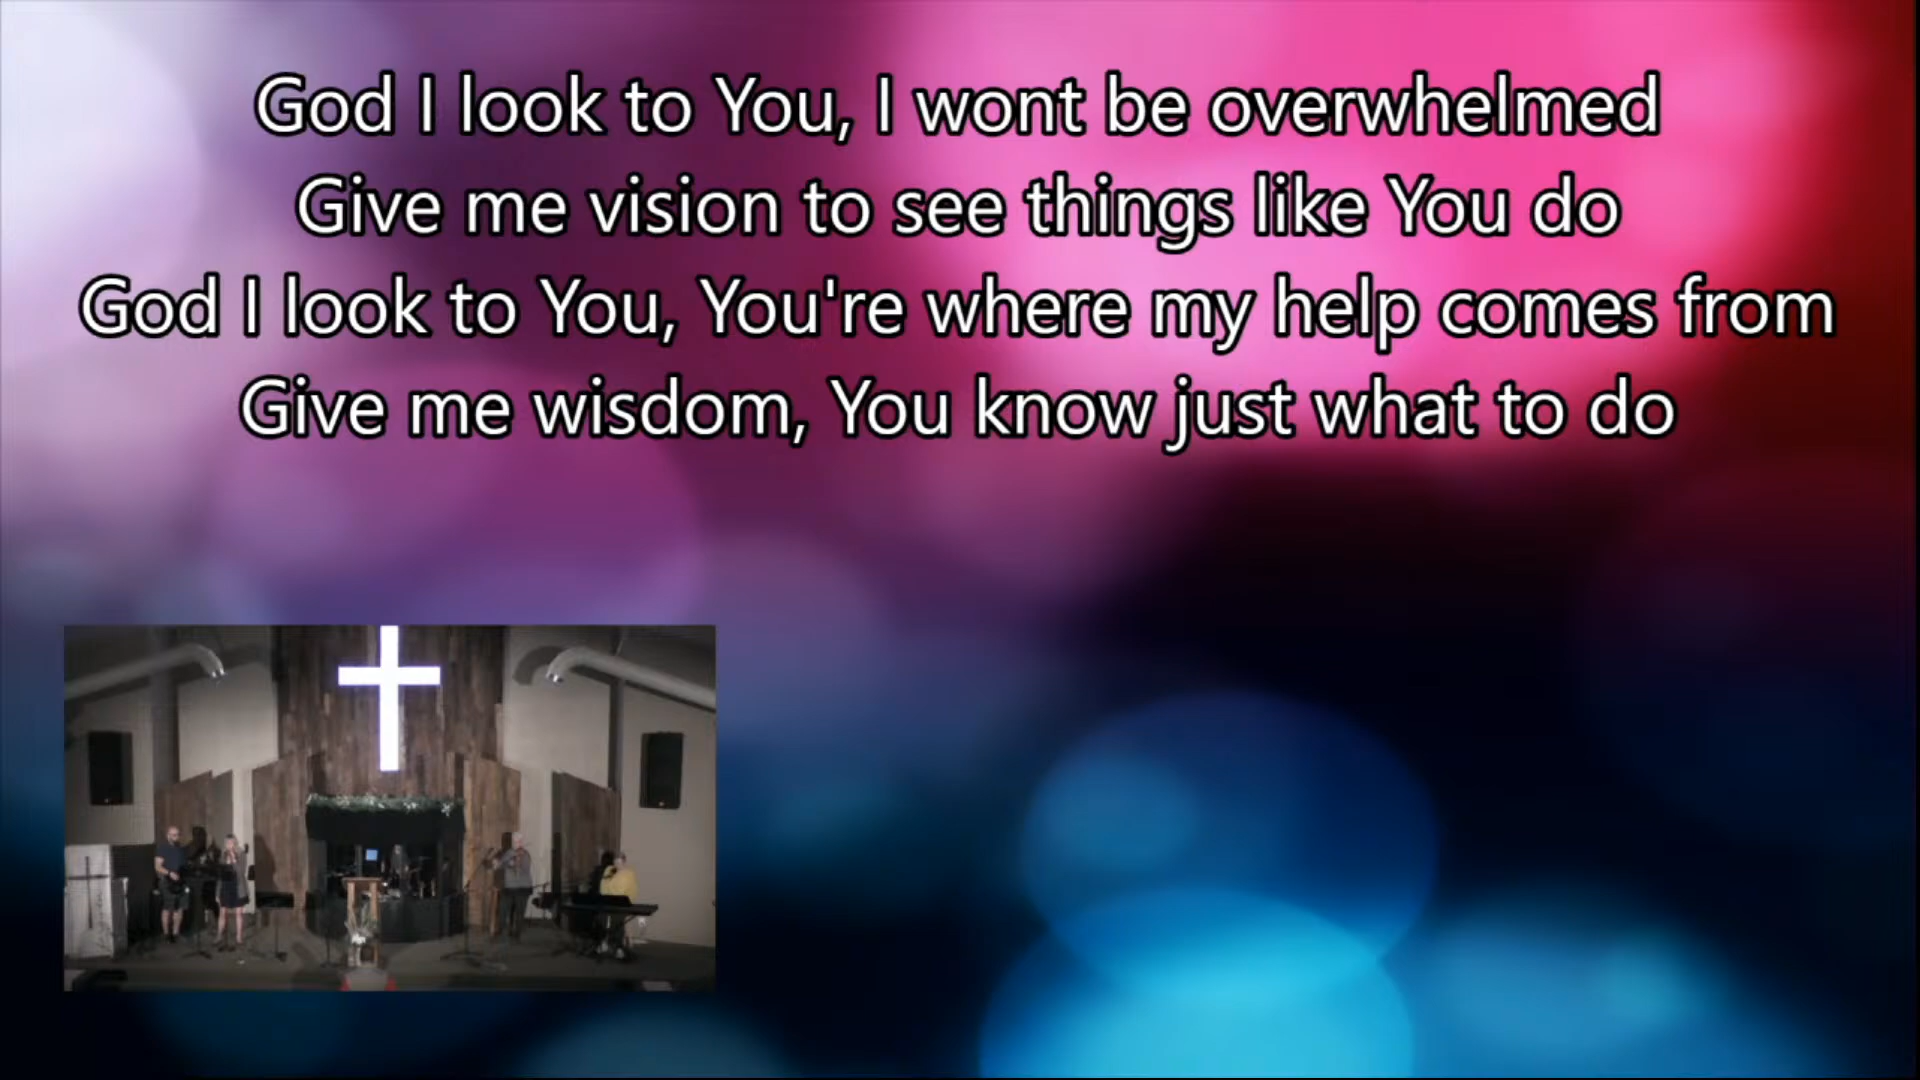 God I look to You, I wont be overwhelmed
Give me vision to see things like You do
God I look to You, You're where my help comes from
Give me wisdom, You know just what to do